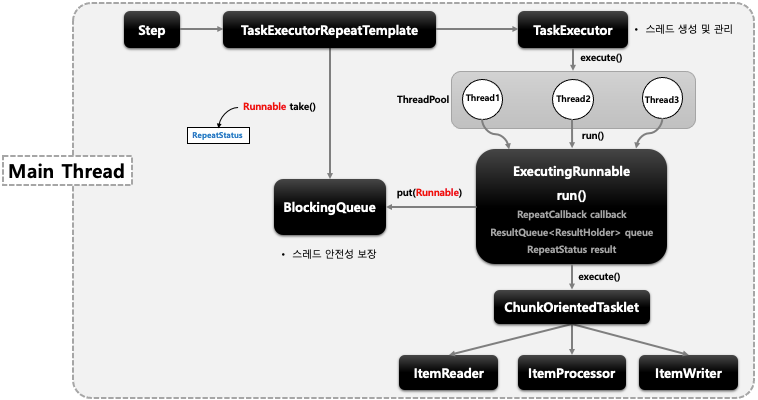 Step
TaskExecutorRepeatTemplate
TaskExecutor
• 스레드 생성 및 관리
execute()
ThreadPool
Thread1
Thread2
Thread3
Runnable take()
RepeatStatus
run()
Main Thread
ExecutingRunnable
run()
RepeatCallback callback
ResultQueue<ResultHolder> queue
RepeatStatus result
BlockingQueue
put(Runnable)
• 스레드 안전성 보장
execute()
ChunkOrientedTasklet
ItemReader
ItemProcessor
ItemWriter